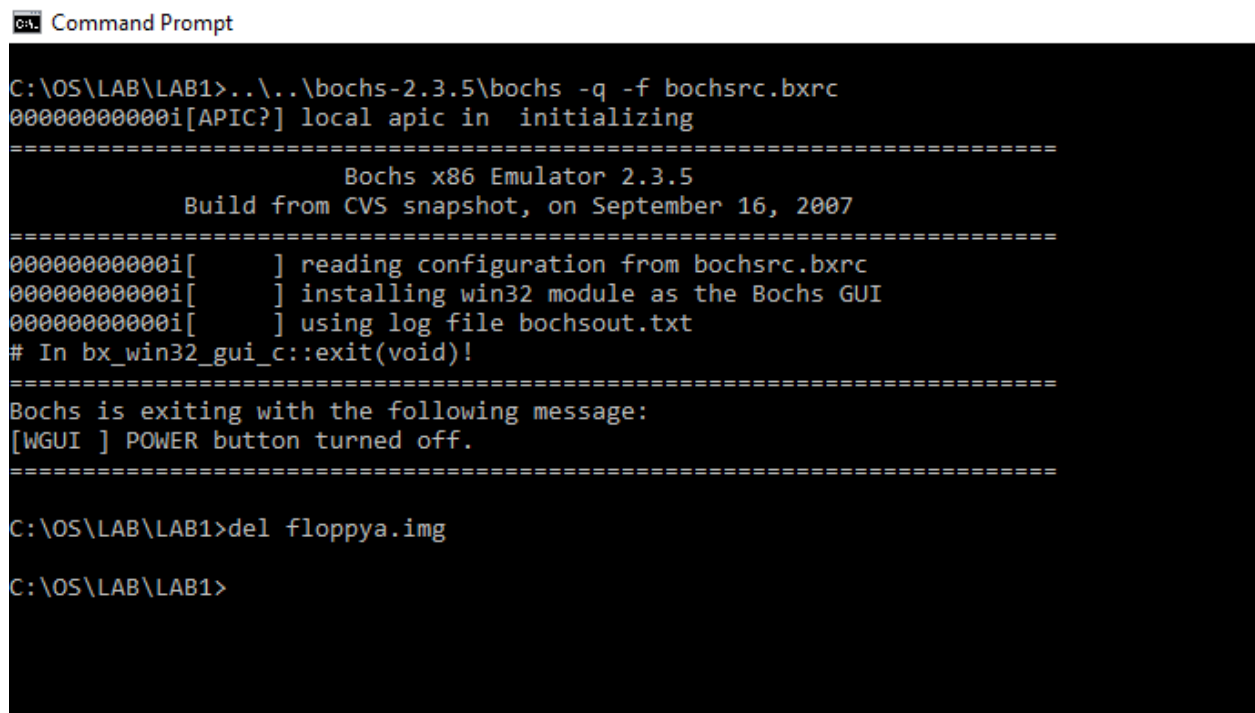 Command Prompt
C:\OS\LAB\LAB1>..\..\bochs-2.3.5\bochs -q -f bochsrc.bxrc
00000000000i[APIC?] local apic in  initializing
========================================================================
Bochs x86 Emulator 2.3.5
Build from CVS snapshot, on September 16, 2007
========================================================================
00000000000i[     ] reading configuration from bochsrc.bxrc
00000000000i[     ] installing win32 module as the Bochs GUI
00000000000i[     ] using log file bochsout.txt
# In bx_win32_gui_c::exit(void)!
========================================================================
Bochs is exiting with the following message:
[WGUI ] POWER button turned off.
========================================================================
C:\OS\LAB\LAB1>del floppya.img
C:\OS\LAB\LAB1>